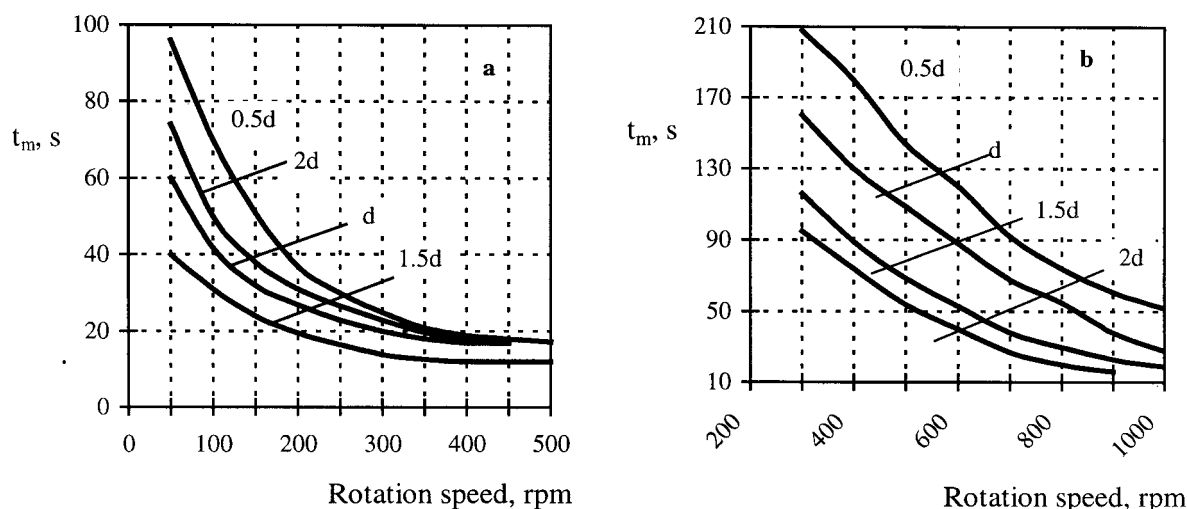 100
80
60
40
20
0
t_m, s
a
0.5d
2d
d
1.5d
0 100 200 300 400 500
Rotation speed, rpm
210
170
130
90
50
10
t_m, s
b
0.5d
d
1.5d
2d
200 400 600 800 1000
Rotation speed, rpm